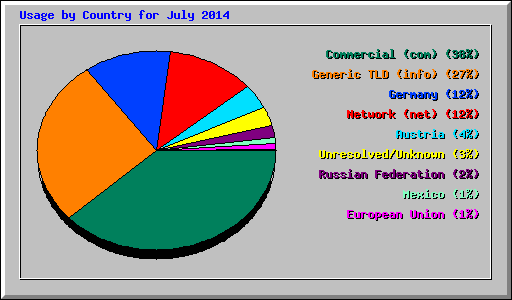 Usage by Country for July 2014
Commercial (com) (38%)
Generic TLD (info) (27%)
Germany (12%)
Network (net) (12%)
Austria (4%)
Unresolved/Unknown (3%)
Russian Federation (2%)
Mexico (1%)
European Union (1%)